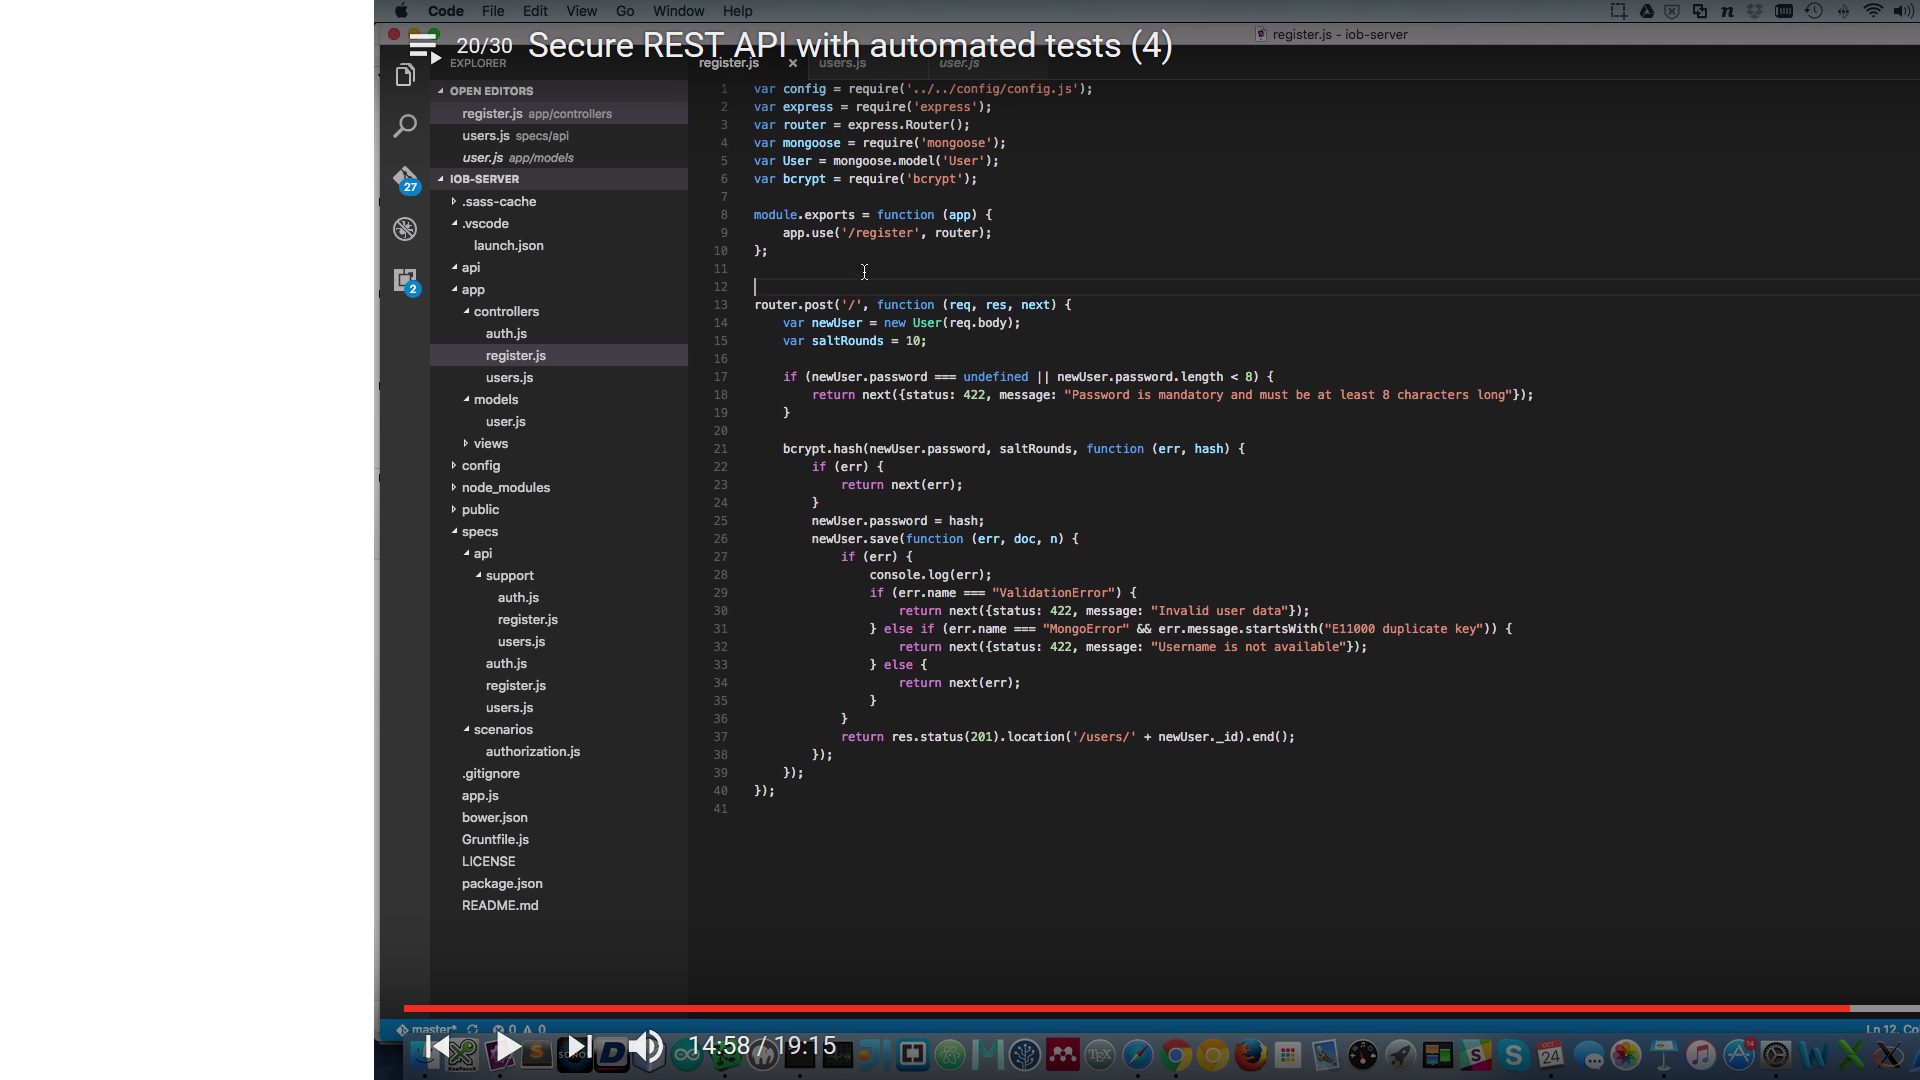 Code File Edit View Go Window Help
register.js - iob-server
20/30 Secure REST API with automated tests (4)
EXPLORER
register.js × users.js user.js
OPEN EDITORS
register.js app/controllers
users.js specs/api
user.js app/models
IOB-SERVER
.sass-cache
.vscode
launch.json
api
app
controllers
auth.js
register.js
users.js
models
user.js
views
config
node_modules
public
specs
api
support
auth.js
register.js
users.js
auth.js
register.js
users.js
scenarios
authorization.js
.gitignore
app.js
bower.json
Gruntfile.js
LICENSE
package.json
README.md
27
2
1 var config = require('../../config/config.js');
2 var express = require('express');
3 var router = express.Router();
4 var mongoose = require('mongoose');
5 var User = mongoose.model('User');
6 var bcrypt = require('bcrypt');
7
8 module.exports = function (app) {
9 app.use('/register', router);
10 };
11
12
13 router.post('/', function (req, res, next) {
14 var newUser = new User(req.body);
15 var saltRounds = 10;
16
17 if (newUser.password === undefined || newUser.password.length < 8) {
18 return next({status: 422, message: "Password is mandatory and must be at least 8 characters long"});
19 }
20
21 bcrypt.hash(newUser.password, saltRounds, function (err, hash) {
22 if (err) {
23 return next(err);
24 }
25 newUser.password = hash;
26 newUser.save(function (err, doc, n) {
27 if (err) {
28 console.log(err);
29 if (err.name === "ValidationError") {
30 return next({status: 422, message: "Invalid user data"});
31 } else if (err.name === "MongoError" && err.message.startsWith("E11000 duplicate key")) {
32 return next({status: 422, message: "Username is not available"});
33 } else {
34 return next(err);
35 }
36 }
37 return res.status(201).location('/users/' + newUser._id).end();
38 });
39 });
40 });
41
master* 0 0
Ln 12, Co
14:58 / 19:15
TEX
OCT
24
14